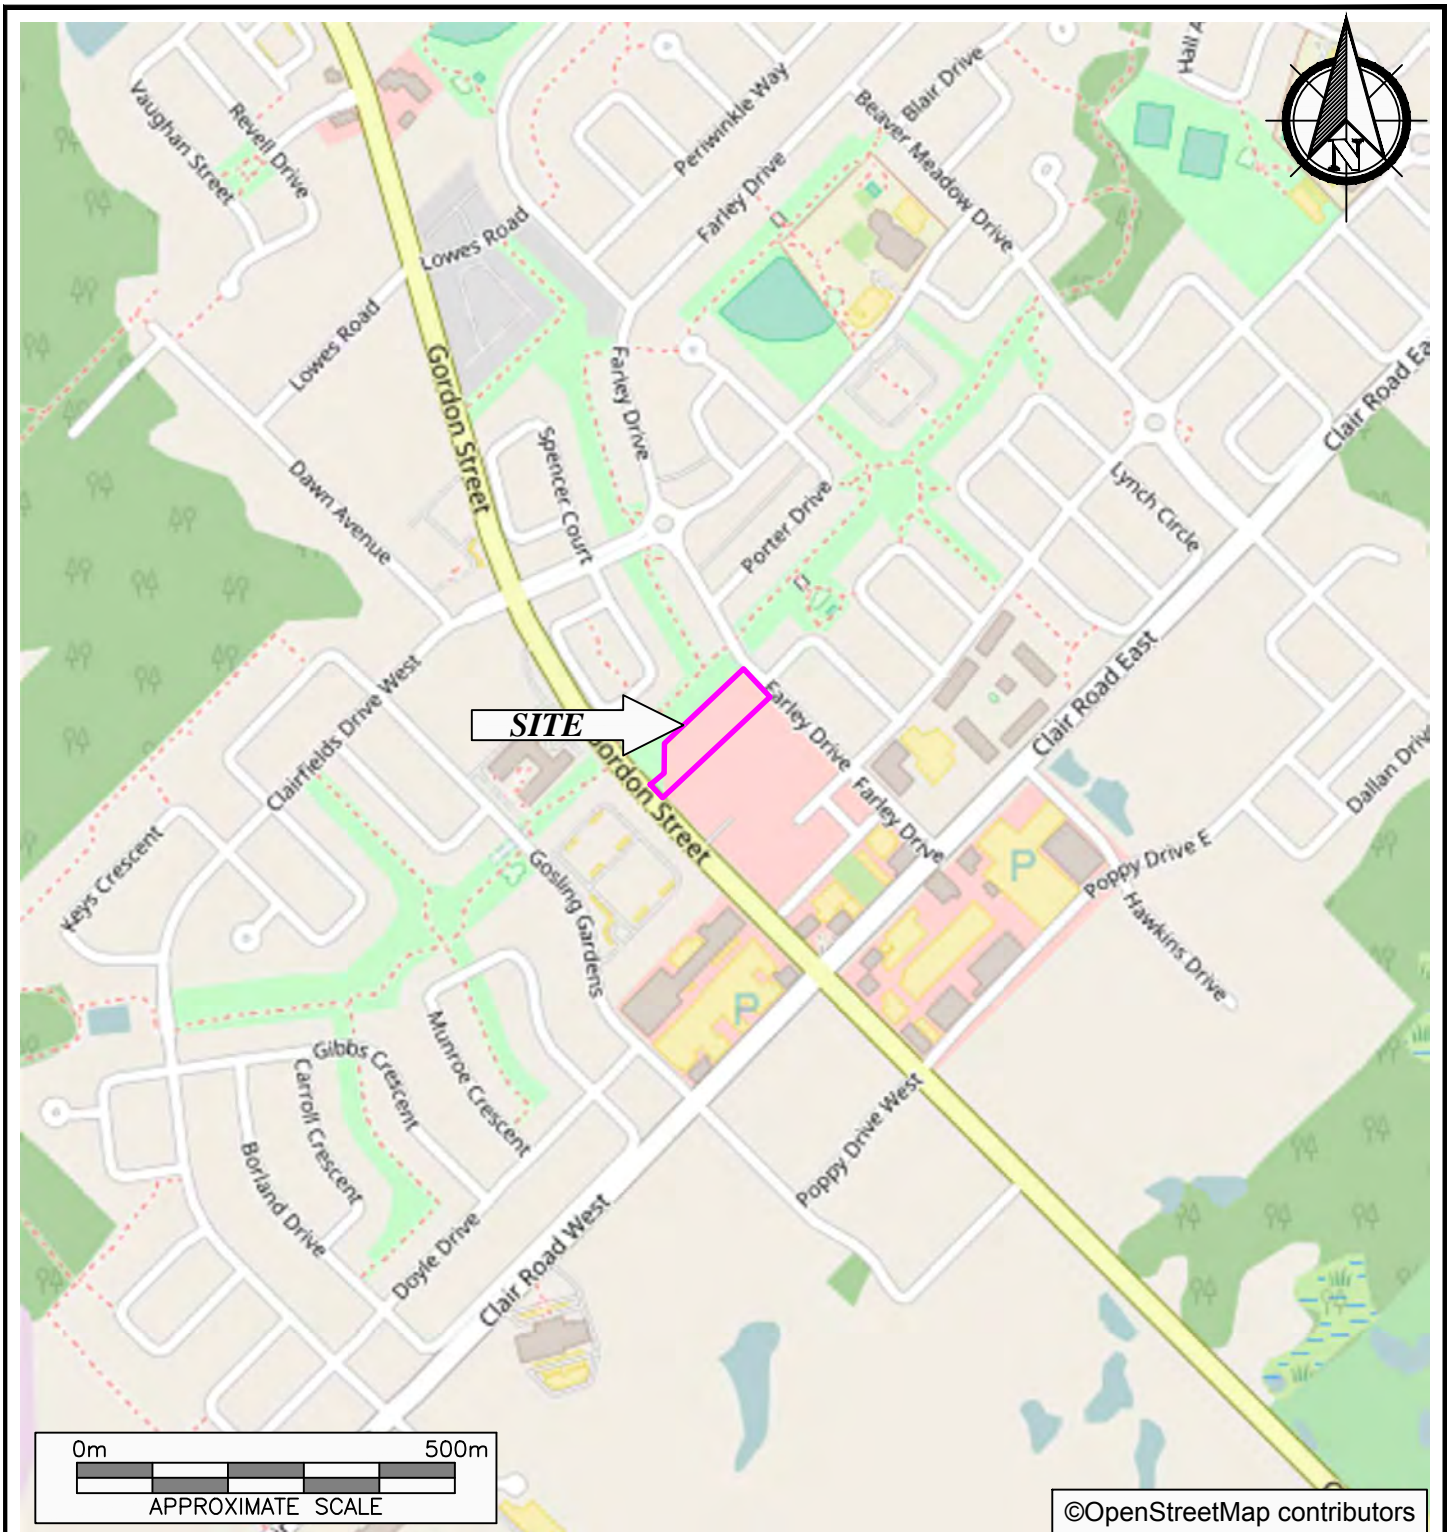 Vaughan Street
Revell Drive
Periwinkle Way
Blair Drive
Beaver Meadow Drive
Farley Drive
N
Lowes Road
Lowes Road
Gordon Street
Farley Drive
Spencer Court
Dawn Avenue
Porter Drive
Lynch Circle
Clair Road Ea
Clairfields Drive West
SITE
Gordon Street
Farley Drive
Farley Drive
Clair Road East
Dallan Driv
Poppy Drive E
Hawkins Drive
P
P
Keys Crescent
Gosling Gardens
Munroe Crescent
Gibbs Crescent
Carroll Crescent
Borland Drive
Doyle Drive
Clair Road West
Poppy Drive West
0m 500m
APPROXIMATE SCALE
©OpenStreetMap contributors